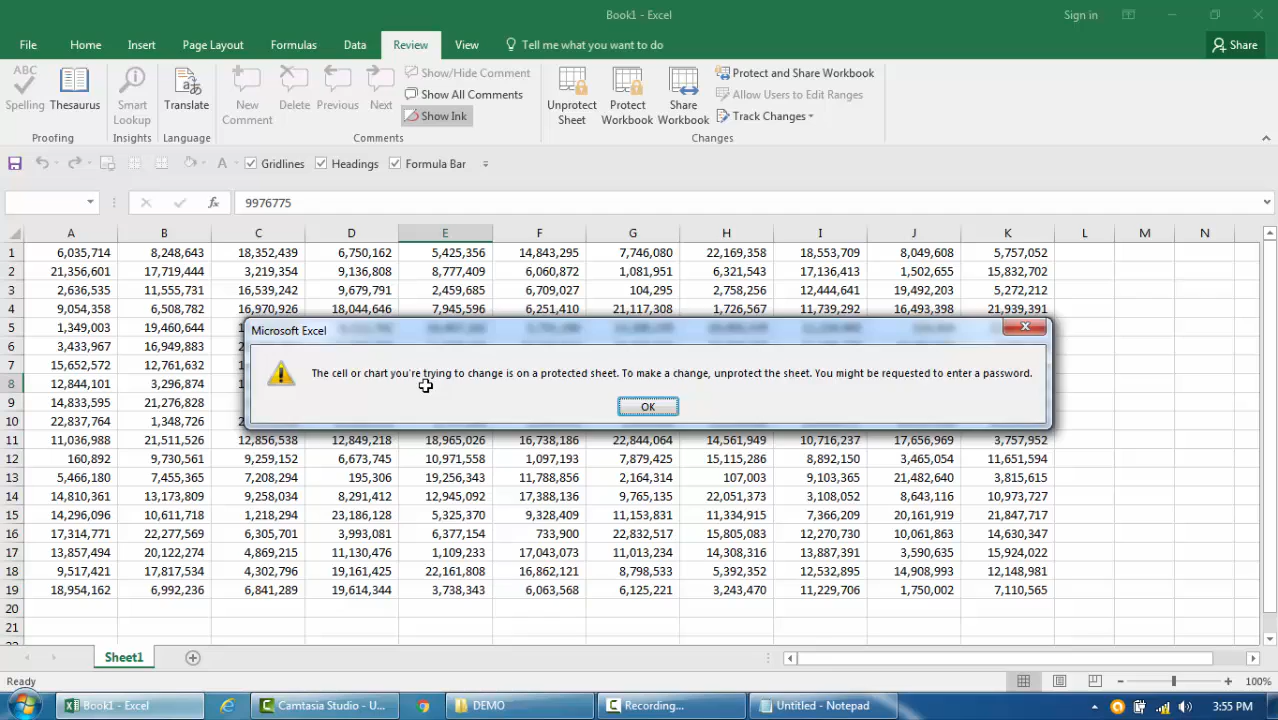 Book1 - Excel
Sign in
File Home Insert Page Layout Formulas Data Review View Tell me what you want to do Share
ABC
Spelling Thesaurus
Proofing
Smart Lookup
Insights
Translate
Language
New Comment Delete Previous Next
Show/Hide Comment
Show All Comments
Show Ink
Comments
Unprotect Sheet
Protect Workbook
Share Workbook
Protect and Share Workbook
Allow Users to Edit Ranges
Track Changes
Changes
Gridlines Headings Formula Bar
fx 9976775
A B C D E F G H I J K L M N
1 6,035,714 8,248,643 18,352,439 6,750,162 5,425,356 14,843,295 7,746,080 22,169,358 18,553,709 8,049,608 5,757,052
2 21,356,601 17,719,444 3,219,354 9,136,808 8,777,409 6,060,872 1,081,951 6,321,543 17,136,413 1,502,655 15,832,702
3 2,636,535 11,555,731 16,539,242 9,679,791 2,459,685 6,709,027 104,295 2,758,256 12,444,641 19,492,383 5,272,212
4 9,054,358 6,508,782 16,970,926 18,044,646 7,945,596 6,251,410 21,117,308 1,726,567 11,739,292 16,493,398 21,939,391
5 1,349,003 19,460,644
6 3,433,967 16,949,883
7 15,652,572 12,761,632
8 12,844,101 3,296,874
9 14,833,595 21,276,828
10 22,837,764 1,348,726
Microsoft Excel
The cell or chart you're trying to change is on a protected sheet. To make a change, unprotect the sheet. You might be requested to enter a password.
OK
11 11,036,988 21,511,526 12,856,538 12,849,218 18,965,026 16,738,186 22,844,064 14,561,949 10,716,237 17,656,969 3,757,952
12 160,892 9,730,561 9,259,152 6,673,745 10,971,558 1,097,193 7,879,425 15,115,286 8,892,150 3,465,054 11,651,594
13 5,466,180 7,455,365 7,208,294 195,306 19,256,343 11,788,856 2,164,314 107,003 9,103,365 21,482,640 3,815,615
14 14,810,361 13,173,809 9,258,034 8,291,412 12,945,092 17,388,136 9,765,135 22,051,373 3,108,052 8,643,116 10,973,727
15 14,296,096 10,611,718 1,218,294 23,186,128 5,325,370 9,328,409 11,153,831 11,334,915 7,366,209 20,161,919 21,847,717
16 17,314,771 22,277,569 6,305,701 3,993,081 6,377,154 733,900 22,832,517 15,805,083 12,270,730 10,061,863 14,630,347
17 13,857,494 20,122,274 4,869,215 11,130,476 1,109,233 17,043,073 11,013,234 14,308,316 13,887,391 3,590,635 15,924,022
18 9,517,421 17,817,534 4,302,796 19,161,425 22,161,808 16,862,121 8,798,533 5,392,352 12,532,895 14,908,993 12,148,981
19 18,954,162 6,992,236 6,841,289 19,614,344 3,738,343 6,063,568 6,125,221 3,243,470 11,229,706 1,750,002 7,110,565
20
21
Sheet1
Ready
100%
Book1 - Excel
Camtasia Studio - U...
DEMO
Recording...
Untitled - Notepad
3:55 PM